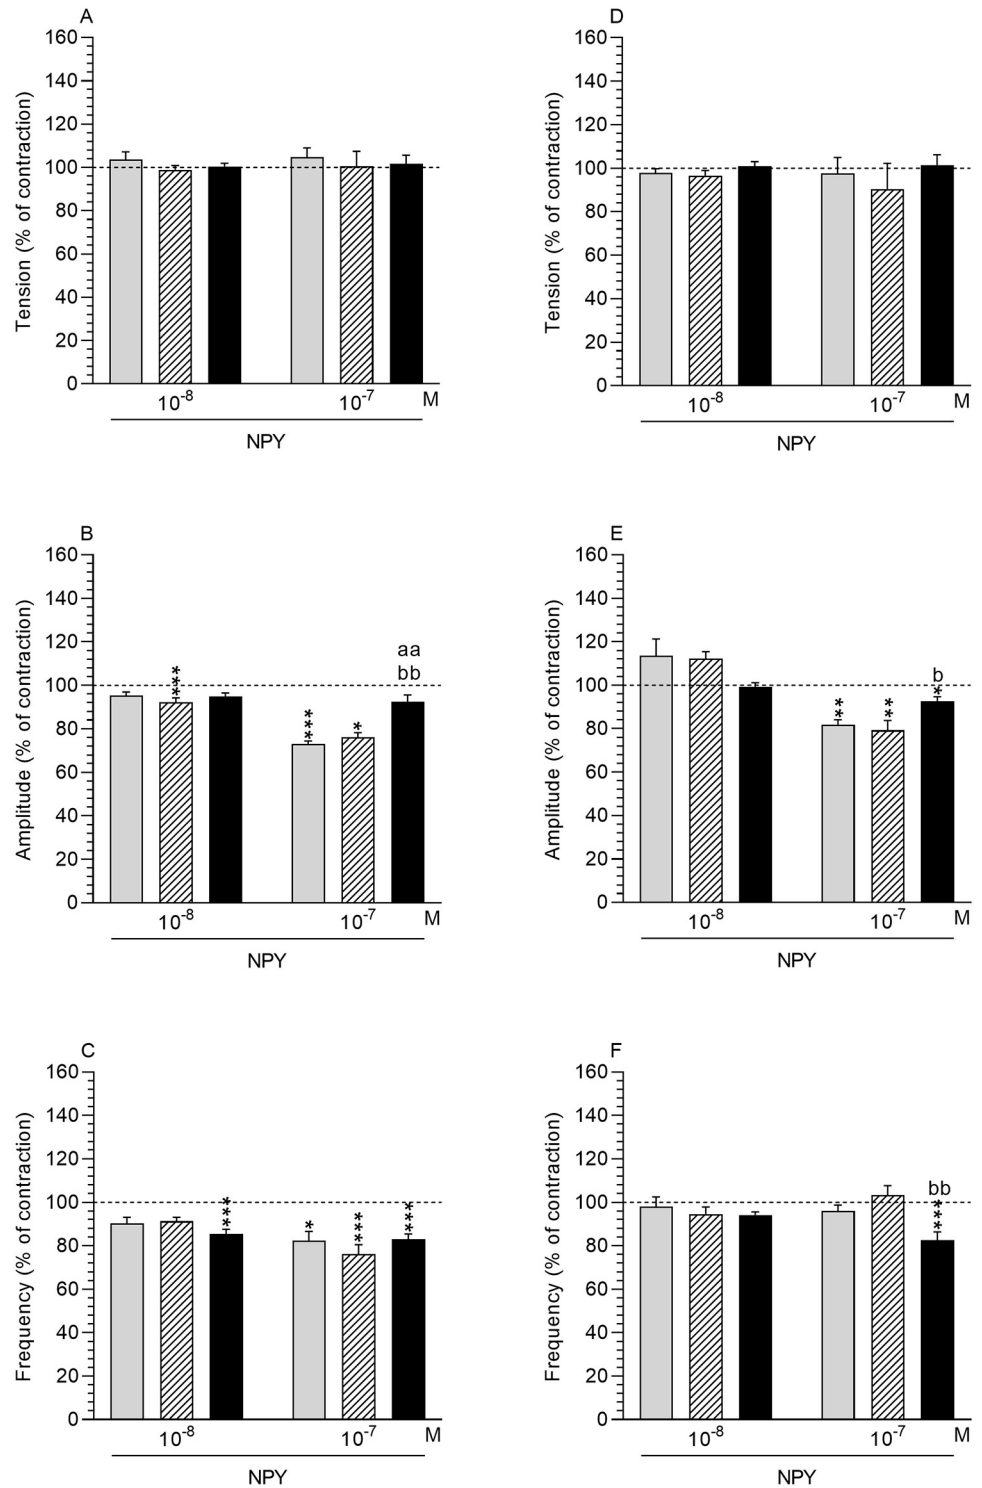 A
Tension (% of contraction)
160
140
120
100
80
60
40
20
0
10-8
10-7
M
NPY
D
Tension (% of contraction)
160
140
120
100
80
60
40
20
0
10-8
10-7
M
NPY
B
Amplitude (% of contraction)
160
140
120
100
80
60
40
20
0
***
***
*
aa
bb
10-8
10-7
M
NPY
E
Amplitude (% of contraction)
160
140
120
100
80
60
40
20
0
**
**
b
*
10-8
10-7
M
NPY
C
Frequency (% of contraction)
160
140
120
100
80
60
40
20
0
***
*
***
***
10-8
10-7
M
NPY
F
Frequency (% of contraction)
160
140
120
100
80
60
40
20
0
bb
***
10-8
10-7
M
NPY